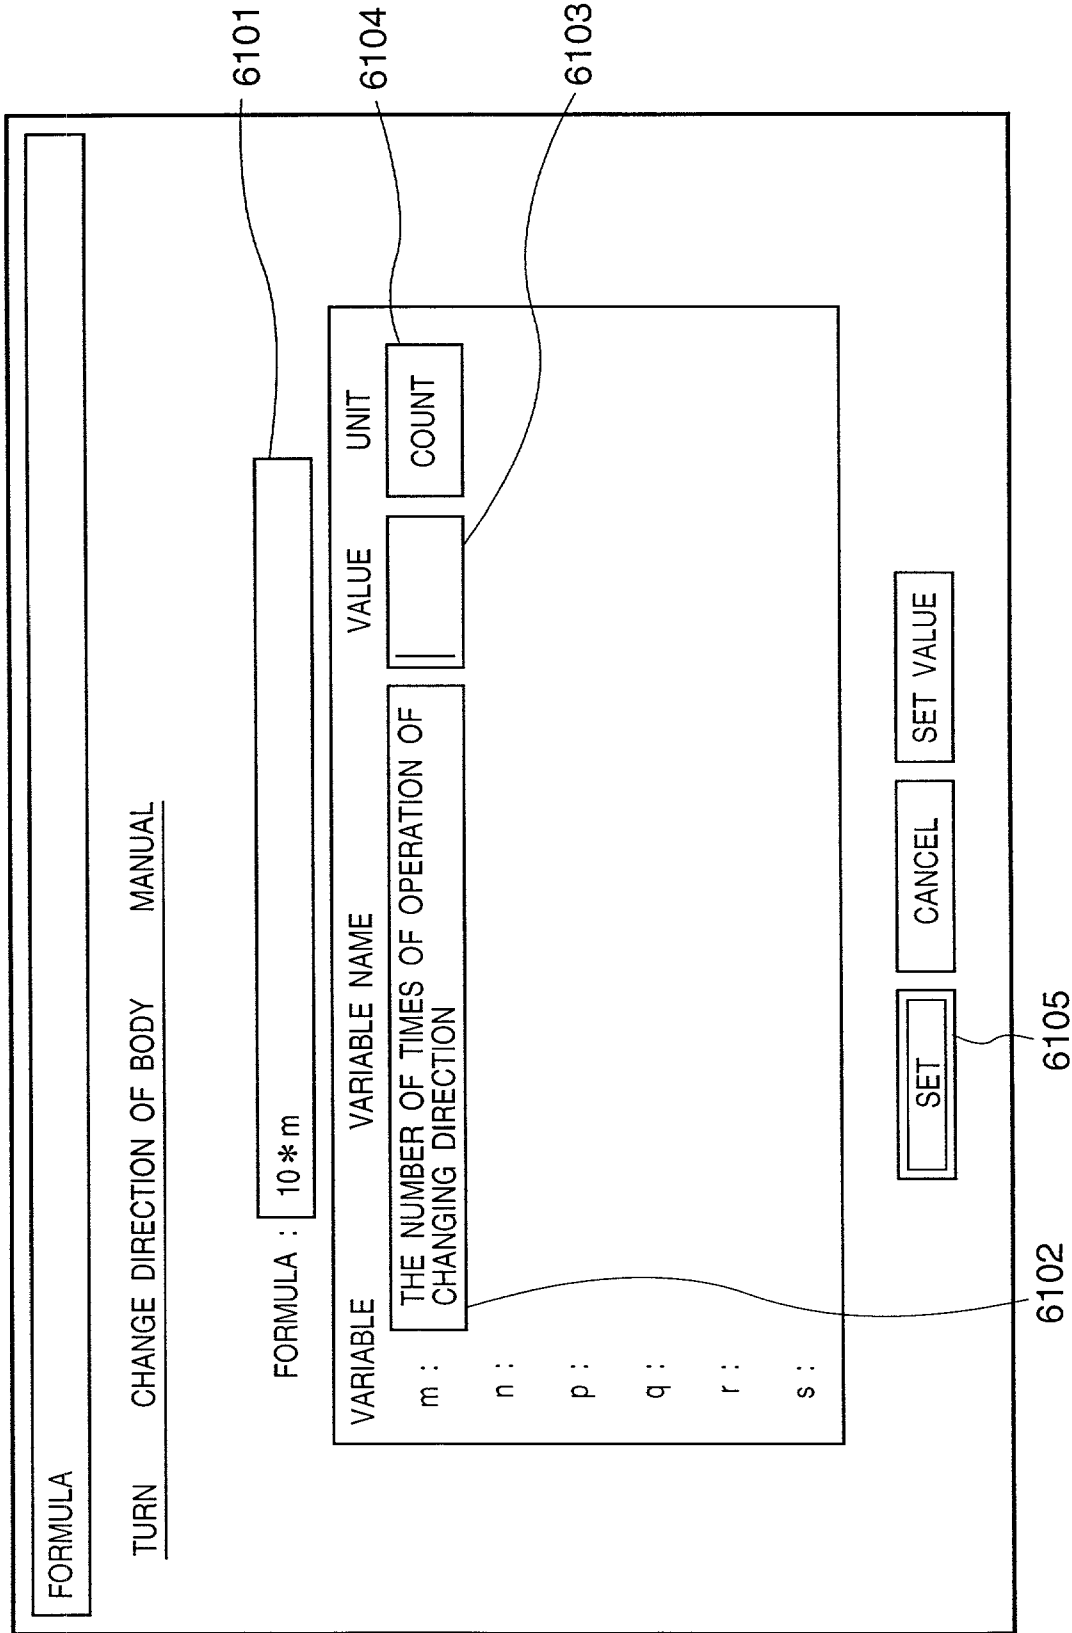 FORMULA
TURN CHANGE DIRECTION OF BODY MANUAL
FORMULA : 10*m
6101
VARIABLE VARIABLE NAME VALUE UNIT
6104
m : THE NUMBER OF TIMES OF OPERATION OF CHANGING DIRECTION COUNT
6103
n :
p :
q :
r :
s :
SET CANCEL SET VALUE
6102
6105